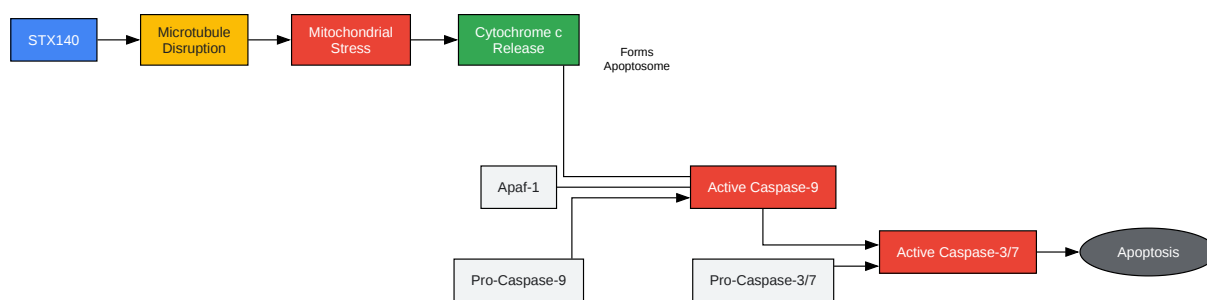 STX140
Microtubule
Disruption
Mitochondrial
Stress
Cytochrome c
Release
Forms
Apoptosome
Apaf-1
Active Caspase-9
Pro-Caspase-9
Pro-Caspase-3/7
Active Caspase-3/7
Apoptosis